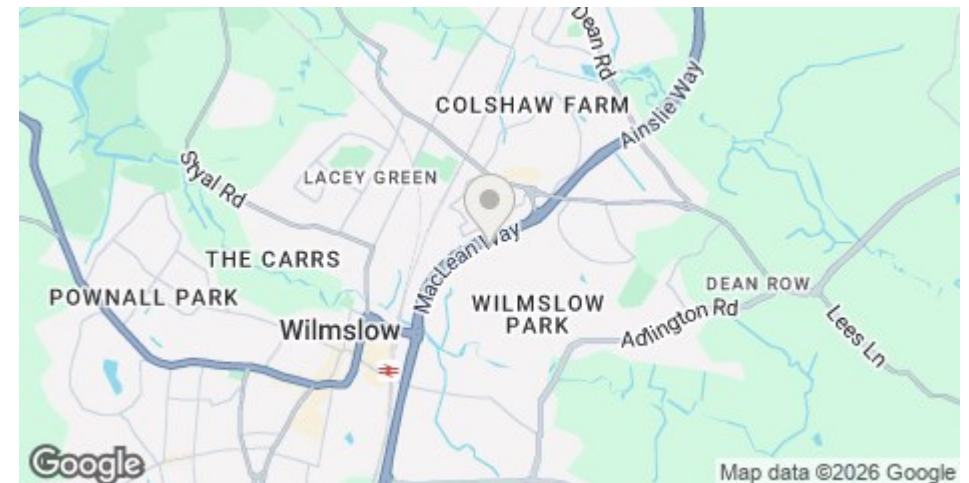 Dean Rd
COLSHAW FARM
Ainslie Way
LACEY GREEN
Styal Rd
MacLean Way
THE CARRS
DEAN ROW
POWNALL PARK
WILMSLOW
PARK
Wilmslow
Adlington Rd
Lees Ln
Google
Map data ©2026 Google